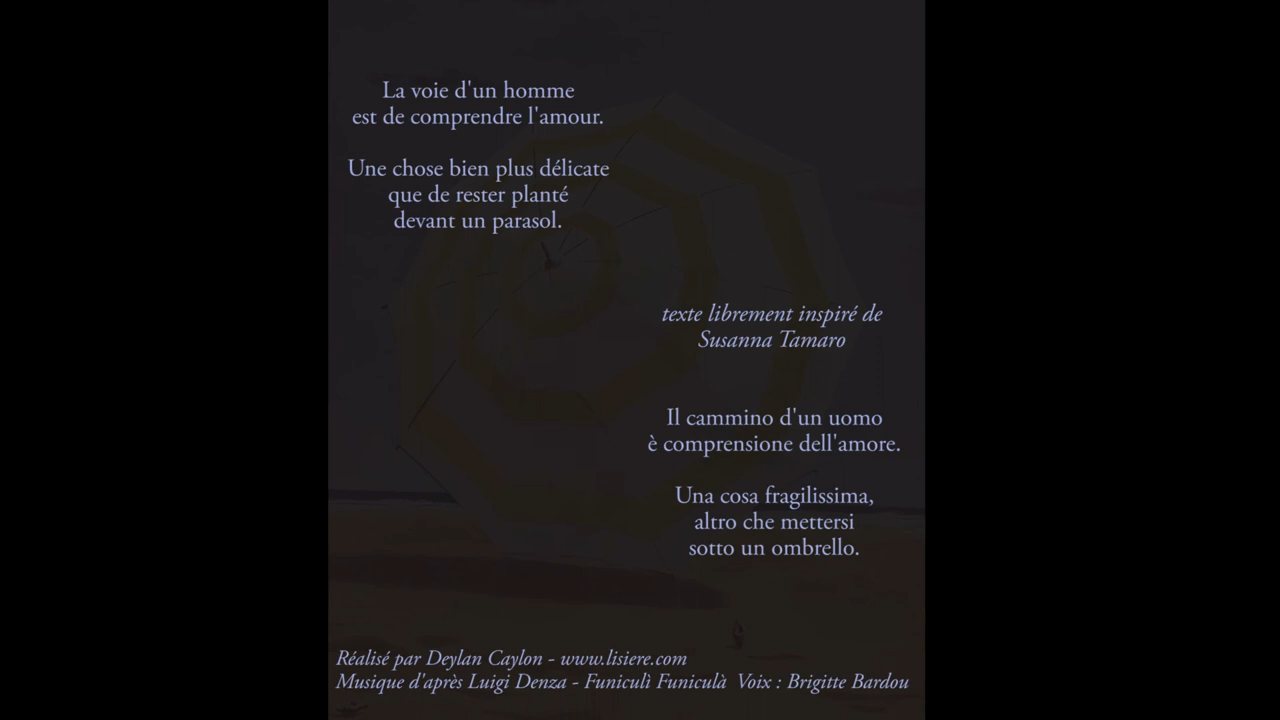 La voie d'un homme
est de comprendre l'amour.
Une chose bien plus délicate
que de rester planté
devant un parasol.
texte librement inspiré de
Susanna Tamaro
Il cammino d'un uomo
è comprensione dell'amore.
Una cosa fragilissima,
altro che mettersi
sotto un ombrello.
Réalisé par Deylan Caylon - www.lisiere.com
Musique d'après Luigi Denza - Funiculì Funiculà Voix : Brigitte Bardou